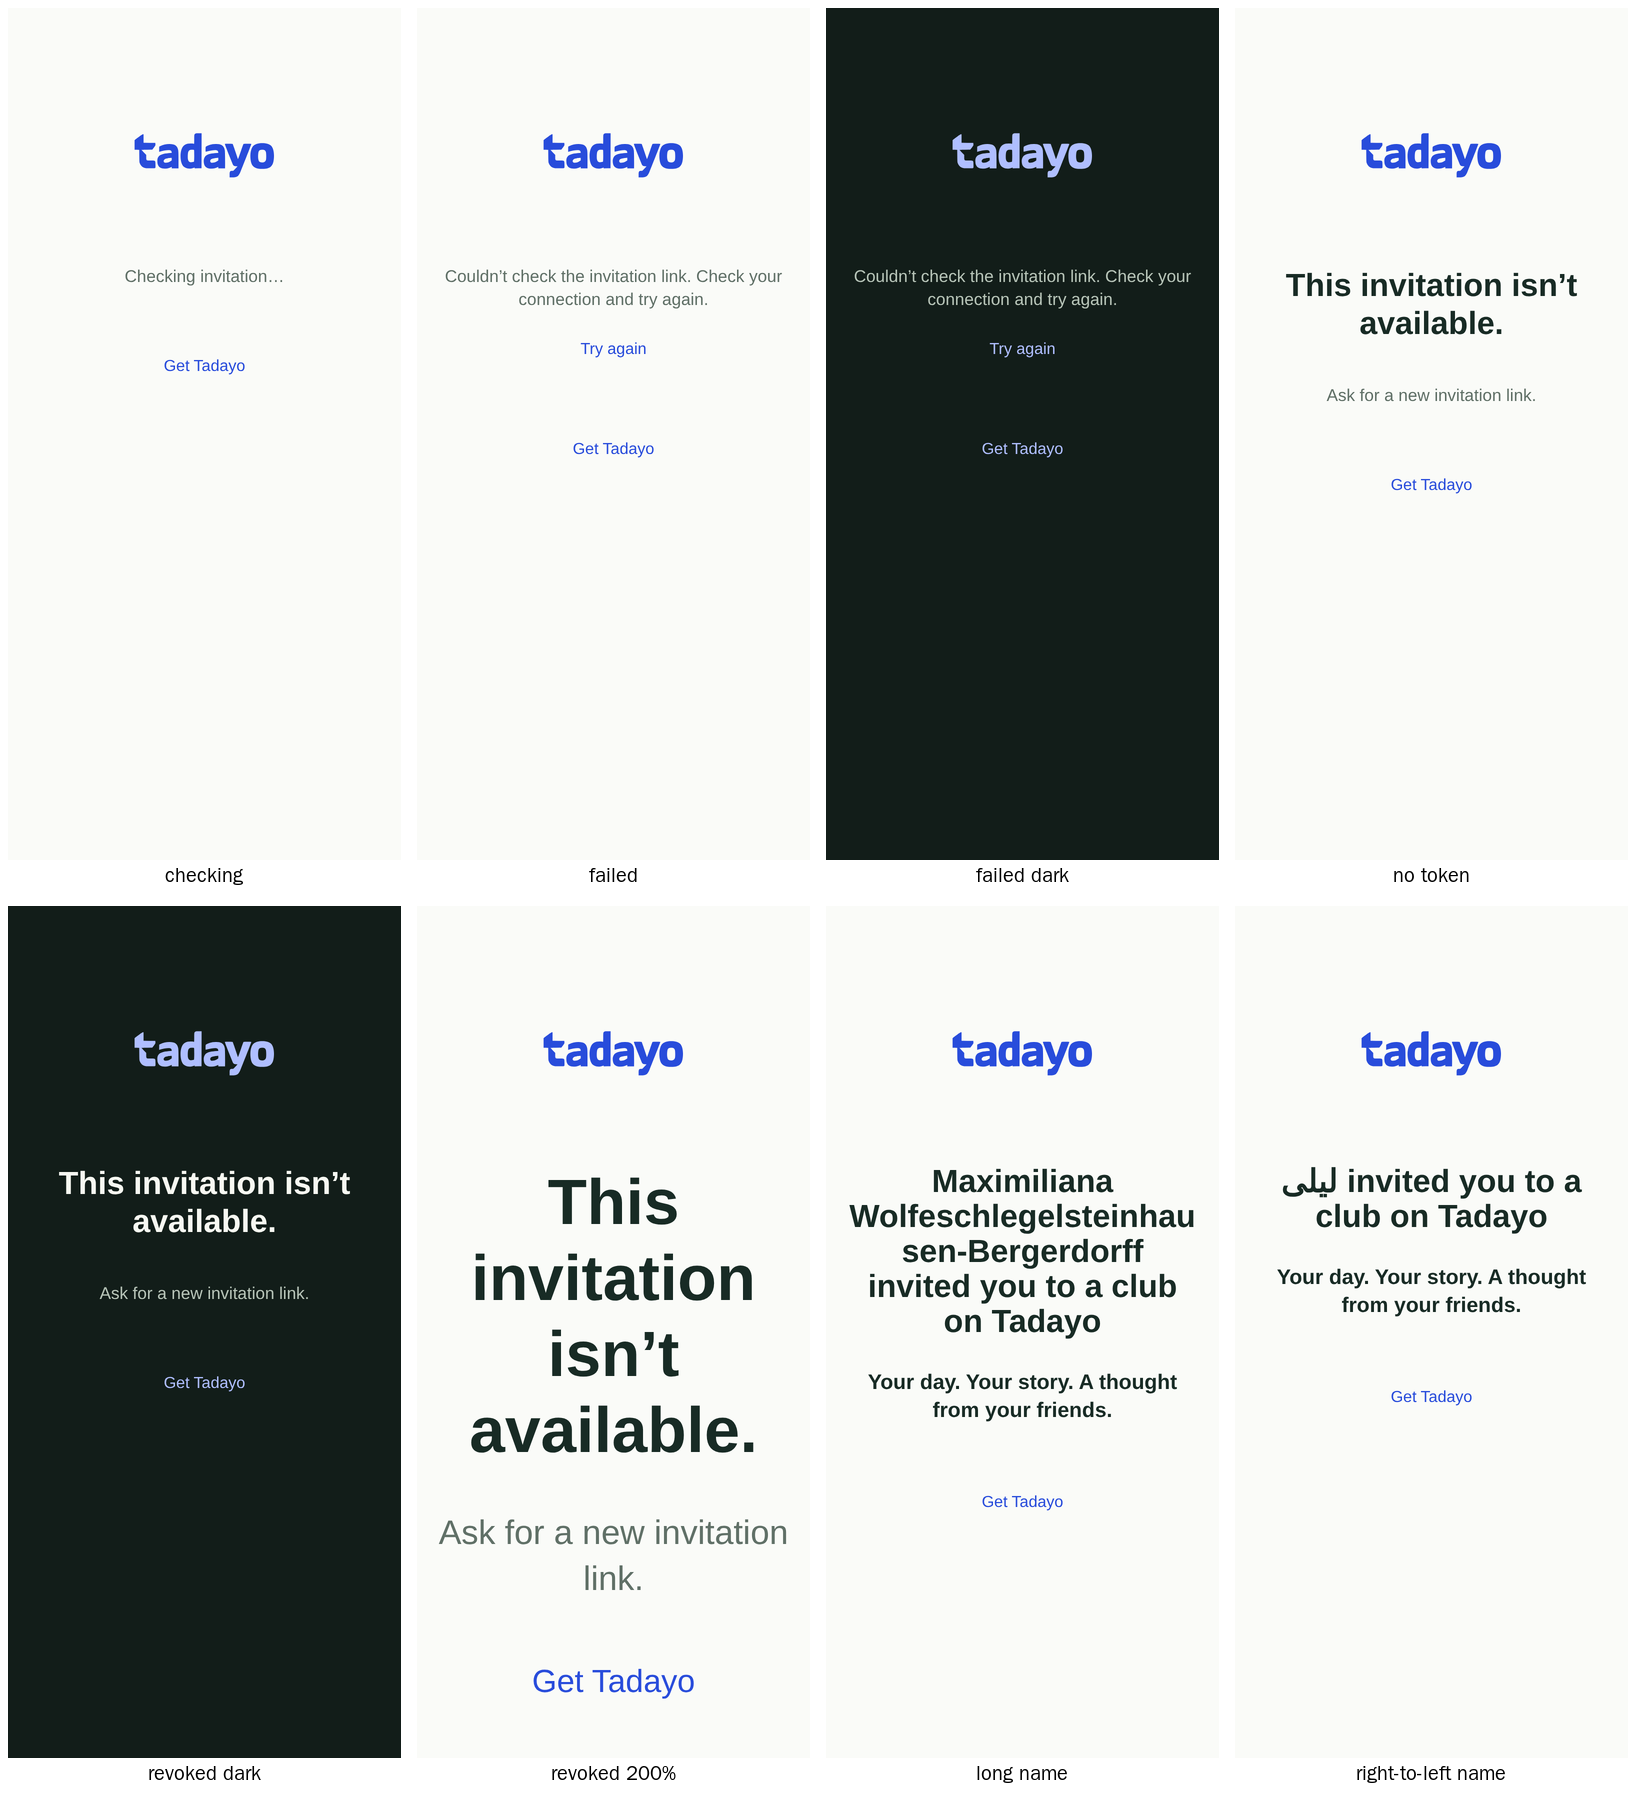 tadayo
Checking invitation…
Get Tadayo
checking
tadayo
Couldn’t check the invitation link. Check your
connection and try again.
Try again
Get Tadayo
failed
tadayo
Couldn’t check the invitation link. Check your
connection and try again.
Try again
Get Tadayo
failed dark
tadayo
This invitation isn’t
available.
Ask for a new invitation link.
Get Tadayo
no token
tadayo
This invitation isn’t
available.
Ask for a new invitation link.
Get Tadayo
revoked dark
tadayo
This
invitation
isn’t
available.
Ask for a new invitation
link.
Get Tadayo
revoked 200%
tadayo
Maximiliana
Wolfeschlegelsteinhau
sen-Bergerdorff
invited you to a club
on Tadayo
Your day. Your story. A thought
from your friends.
Get Tadayo
long name
tadayo
ليلى invited you to a
club on Tadayo
Your day. Your story. A thought
from your friends.
Get Tadayo
right-to-left name